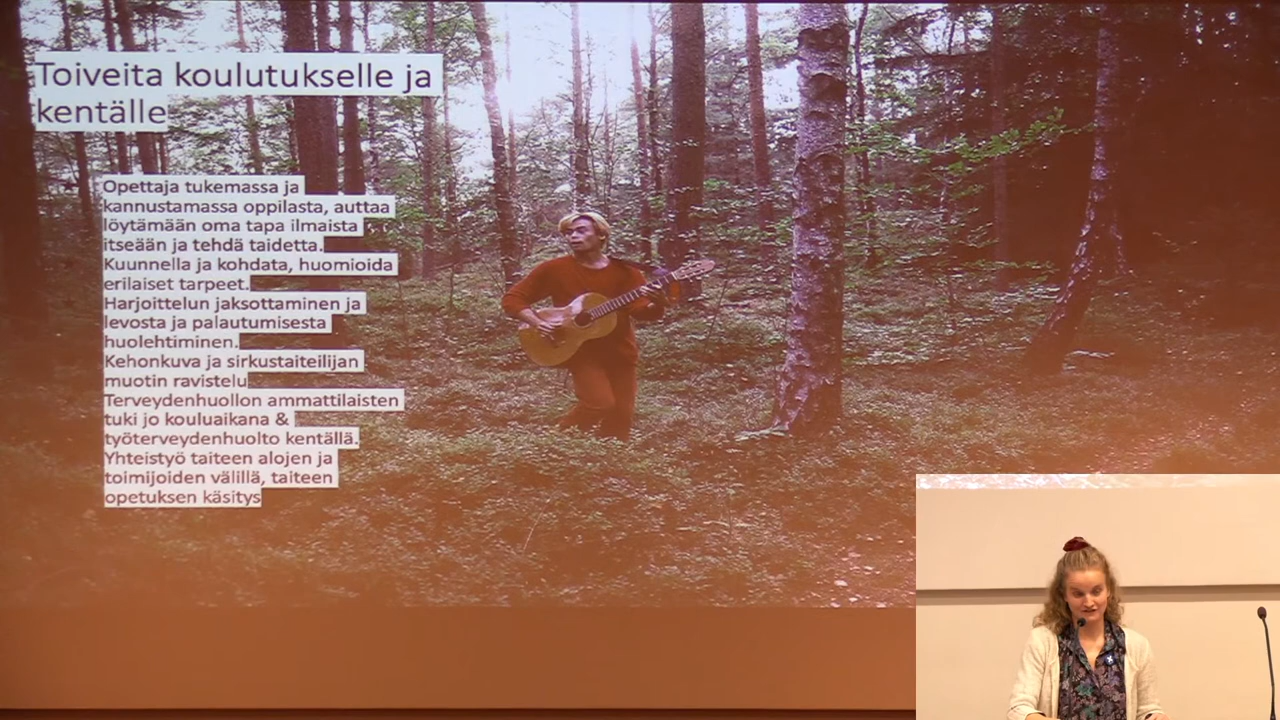 Toiveita koulutukselle ja
kentälle
Opettaja tukemassa ja
kannustamassa oppilasta, auttaa
löytämään oma tapa ilmaista
itseään ja tehdä taidetta.
Kuunnella ja kohdata, huomioida
erilaiset tarpeet.
Harjoittelun jaksottaminen ja
levosta ja palautumisesta
huolehtiminen.
Kehonkuva ja sirkustaiteilijan
muotin ravistelu
Terveydenhuollon ammattilaisten
tuki jo kouluaikana &
työterveydenhuolto kentällä.
Yhteistyö taiteen alojen ja
toimijoiden välillä, taiteen
opetuksen käsitys